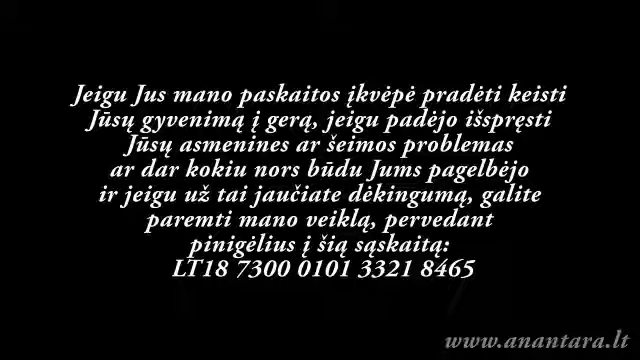 Jeigu Jus mano paskaitos įkvėpė pradėti keisti
Jūsų gyvenimą į gerą, jeigu padėjo išspręsti
Jūsų asmenines ar šeimos problemas
ar dar kokiu nors būdu Jums pagelbėjo
ir jeigu už tai jaučiate dėkingumą, galite
paremti mano veiklą, pervedant
pinigėlius į šią sąskaitą:
LT18 7300 0101 3321 8465
www.anantara.lt